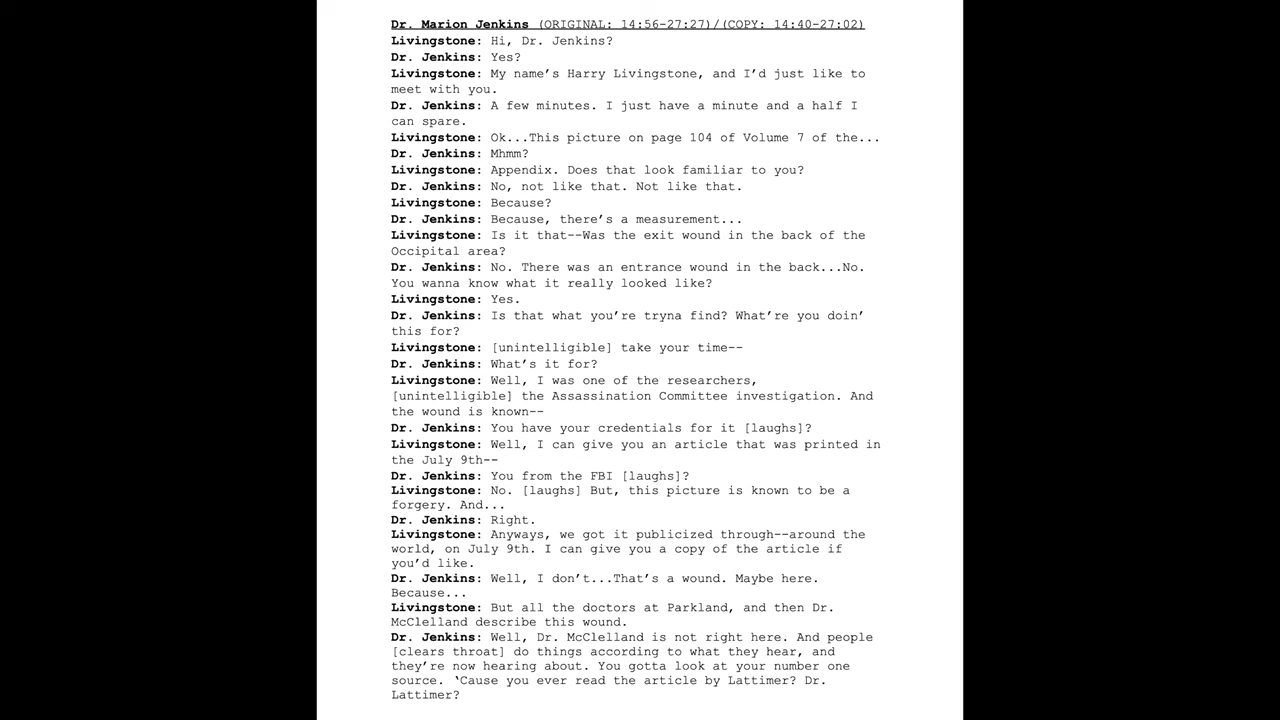 Dr. Marion Jenkins (ORIGINAL: 14:56-27:27)/(COPY: 14:40-27:02)
Livingstone: Hi, Dr. Jenkins?
Dr. Jenkins: Yes?
Livingstone: My name’s Harry Livingstone, and I’d just like to
meet with you.
Dr. Jenkins: A few minutes. I just have a minute and a half I
can spare.
Livingstone: Ok...This picture on page 104 of Volume 7 of the...
Dr. Jenkins: Mhmm?
Livingstone: Appendix. Does that look familiar to you?
Dr. Jenkins: No, not like that. Not like that.
Livingstone: Because?
Dr. Jenkins: Because, there’s a measurement...
Livingstone: Is it that--Was the exit wound in the back of the
Occipital area?
Dr. Jenkins: No. There was an entrance wound in the back...No.
You wanna know what it really looked like?
Livingstone: Yes.
Dr. Jenkins: Is that what you’re tryna find? What’re you doin’
this for?
Livingstone: [unintelligible] take your time--
Dr. Jenkins: What’s it for?
Livingstone: Well, I was one of the researchers,
[unintelligible] the Assassination Committee investigation. And
the wound is known--
Dr. Jenkins: You have your credentials for it [laughs]?
Livingstone: Well, I can give you an article that was printed in
the July 9th--
Dr. Jenkins: You from the FBI [laughs]?
Livingstone: No. [laughs] But, this picture is known to be a
forgery. And...
Dr. Jenkins: Right.
Livingstone: Anyways, we got it publicized through--around the
world, on July 9th. I can give you a copy of the article if
you’d like.
Dr. Jenkins: Well, I don’t...That’s a wound. Maybe here.
Because...
Livingstone: But all the doctors at Parkland, and then Dr.
McClelland describe this wound.
Dr. Jenkins: Well, Dr. McClelland is not right here. And people
[clears throat] do things according to what they hear, and
they’re now hearing about. You gotta look at your number one
source. ‘Cause you ever read the article by Lattimer? Dr.
Lattimer?